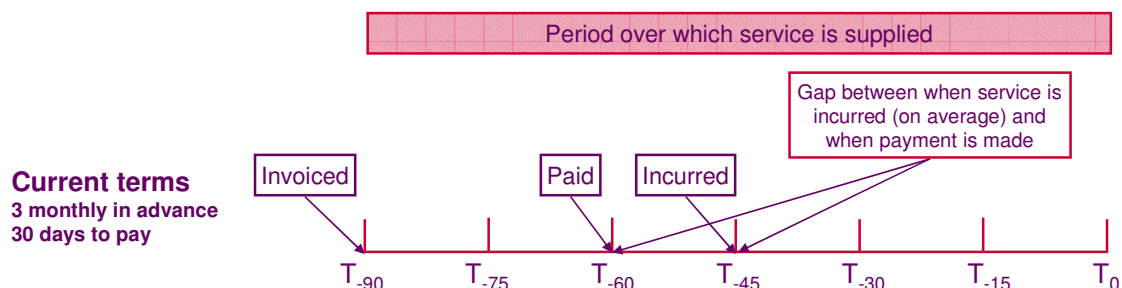 Period over which service is supplied
Gap between when service is
incurred (on average) and
when payment is made
Invoiced
Paid
Incurred
Current terms
3 monthly in advance
30 days to pay
T-90 T-75 T-60 T-45 T-30 T-15 T0